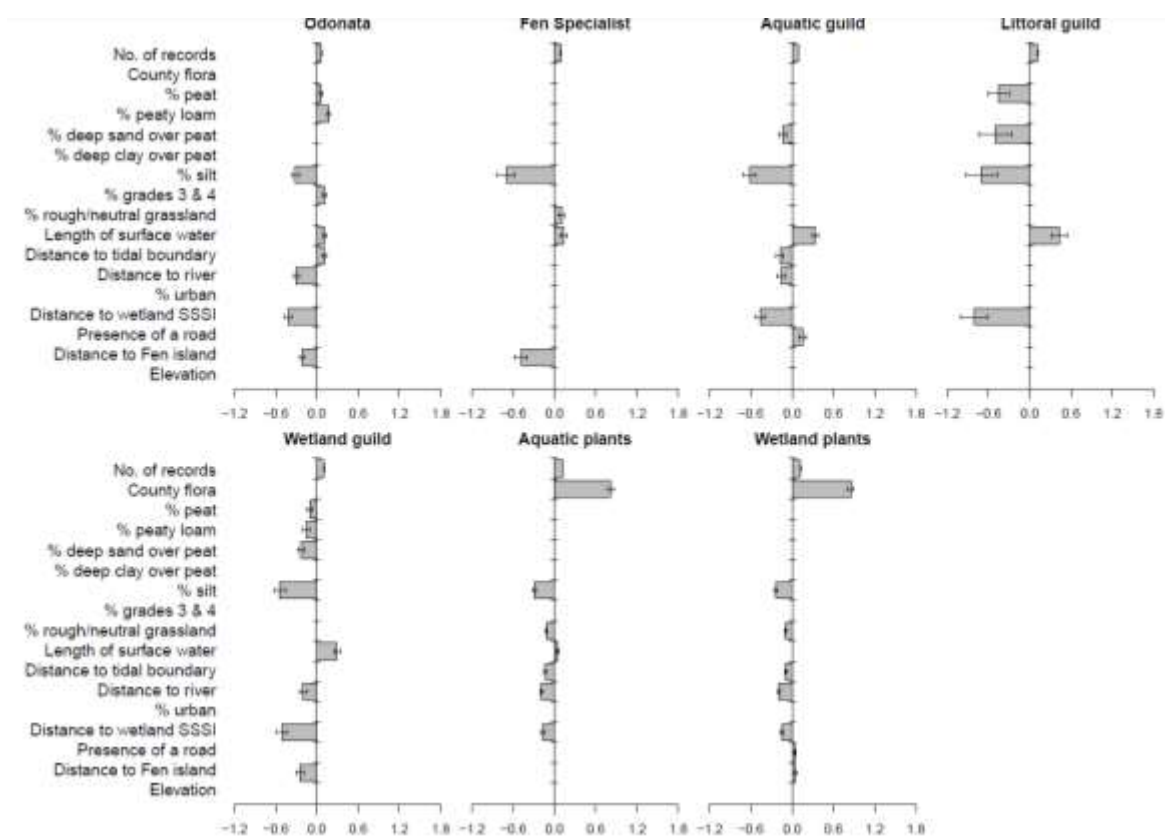 Odonata Fen Specialist Aquatic guild Littoral guild
No. of records
County flora
% peat
% peaty loam
% deep sand over peat
% deep clay over peat
% silt
% grades 3 & 4
% rough/neutral grassland
Length of surface water
Distance to tidal boundary
Distance to river
% urban
Distance to wetland SSSI
Presence of a road
Distance to Fen island
Elevation
−1.2 −0.6 0.0 0.6 1.2 1.8 −1.2 −0.6 0.0 0.6 1.2 1.8 −1.2 −0.6 0.0 0.6 1.2 1.8 −1.2 −0.6 0.0 0.6 1.2 1.8
Wetland guild Aquatic plants Wetland plants
No. of records
County flora
% peat
% peaty loam
% deep sand over peat
% deep clay over peat
% silt
% grades 3 & 4
% rough/neutral grassland
Length of surface water
Distance to tidal boundary
Distance to river
% urban
Distance to wetland SSSI
Presence of a road
Distance to Fen island
Elevation
−1.2 −0.6 0.0 0.6 1.2 1.8 −1.2 −0.6 0.0 0.6 1.2 1.8 −1.2 −0.6 0.0 0.6 1.2 1.8